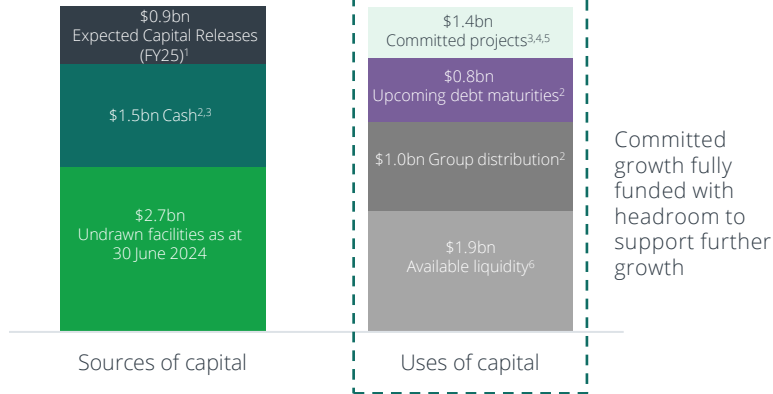 $0.9bn
Expected Capital Releases
(FY25)¹
$1.5bn Cash²,³
$2.7bn
Undrawn facilities as at
30 June 2024
Sources of capital
$1.4bn
Committed projects³,⁴,⁵
$0.8bn
Upcoming debt maturities²
$1.0bn Group distribution²
$1.9bn
Available liquidity⁶
Uses of capital
Committed
growth fully
funded with
headroom to
support further
growth